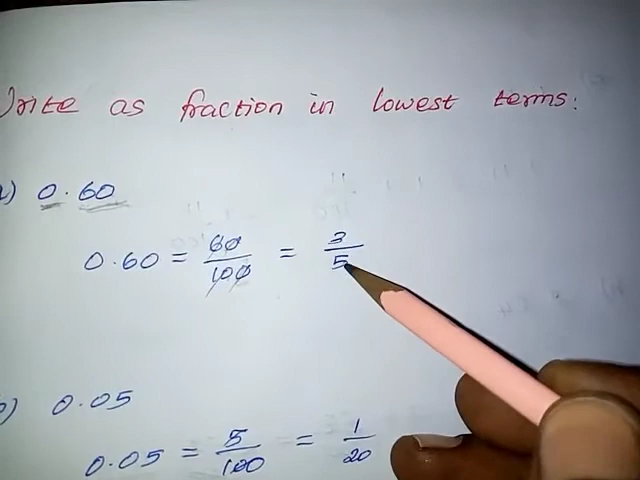 Write as fraction in lowest terms:
a) 0.60
0.60 = 60/100 = 3/5
b) 0.05
0.05 = 5/100 = 1/20